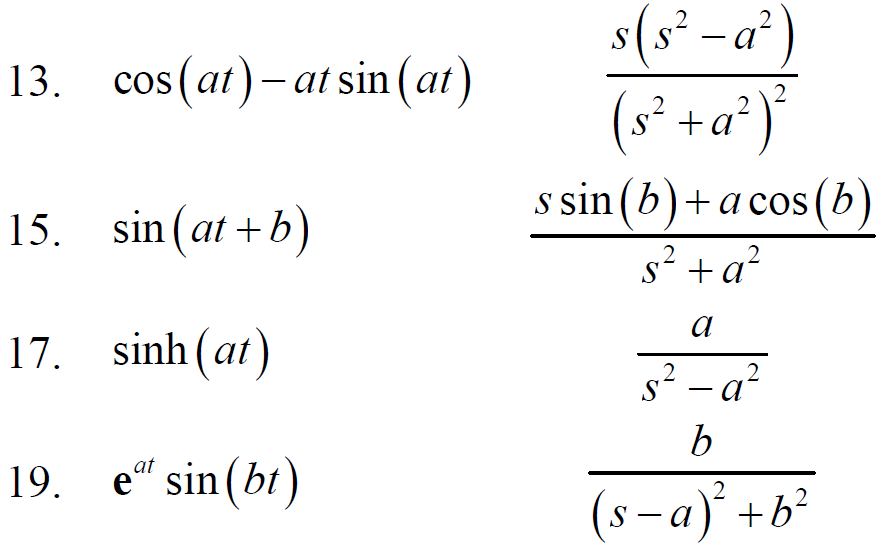 13. cos(at) − at sin(at) s(s² − a²) / (s² + a²)²
15. sin(at + b) s sin(b) + a cos(b) / s² + a²
17. sinh(at) a / s² − a²
19. e^{at} sin(bt) b / (s − a)² + b²